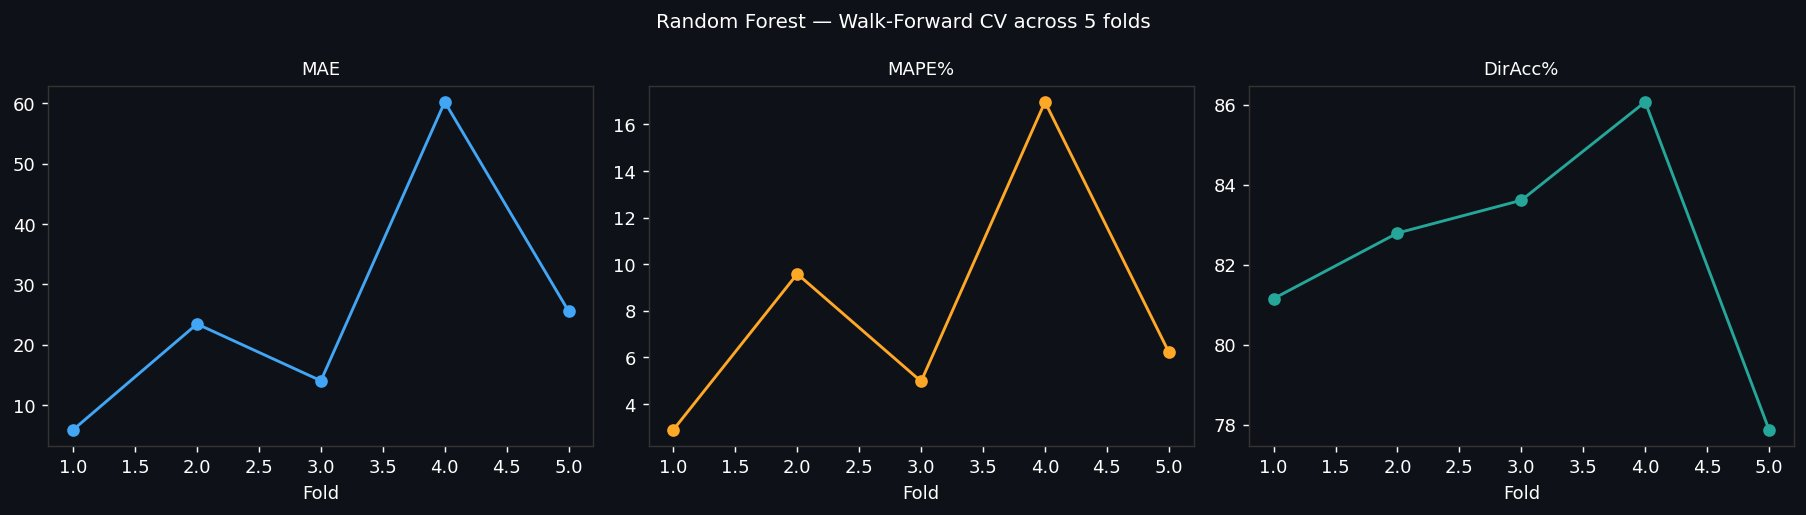 Random Forest — Walk-Forward CV across 5 folds
MAE
60
50
40
30
20
10
1.0 1.5 2.0 2.5 3.0 3.5 4.0 4.5 5.0
Fold
MAPE%
16
14
12
10
8
6
4
1.0 1.5 2.0 2.5 3.0 3.5 4.0 4.5 5.0
Fold
DirAcc%
86
84
82
80
78
1.0 1.5 2.0 2.5 3.0 3.5 4.0 4.5 5.0
Fold